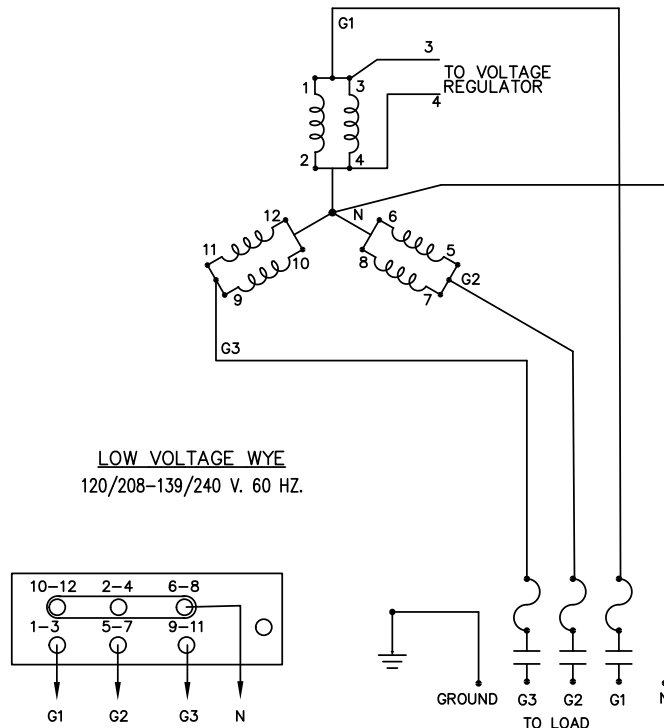 G1
3
TO VOLTAGE
REGULATOR
1 3
4
2 4
N
12 6
11 5
10 8
G2
9 7
G3
LOW VOLTAGE WYE
120/208-139/240 V. 60 HZ.
10-12 2-4 6-8
1-3 5-7 9-11
GROUND G3 G2 G1 N
G1 G2 G3 N
TO LOAD